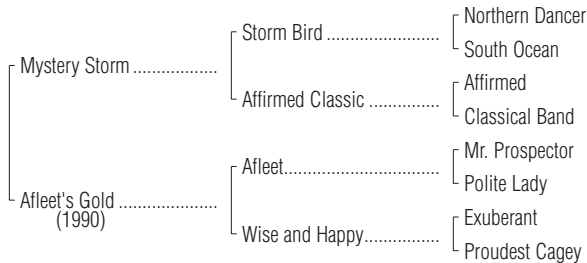 Northern Dancer
Storm Bird ........................
South Ocean
Mystery Storm ..................
Affirmed
Affirmed Classic ...............
Classical Band
Mr. Prospector
Afleet.................................
Polite Lady
Afleet's Gold .....................
(1990)
Exuberant
Wise and Happy................
Proudest Cagey